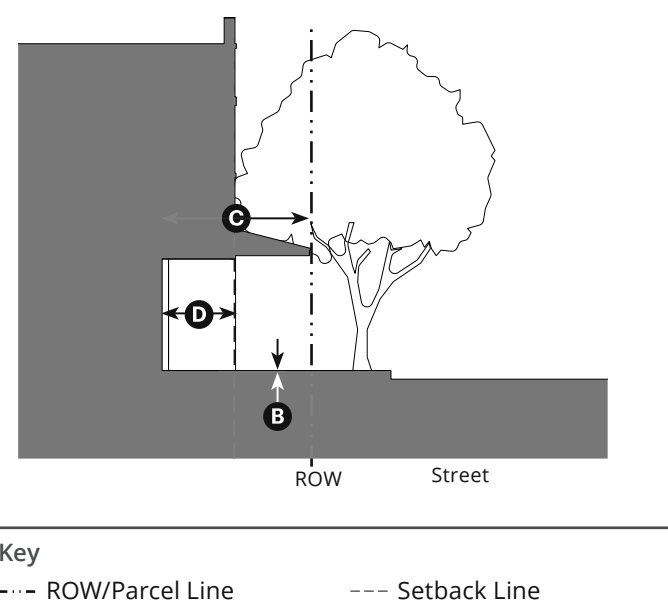 C
D
B
ROW
Street
Key
ROW/Parcel Line
Setback Line